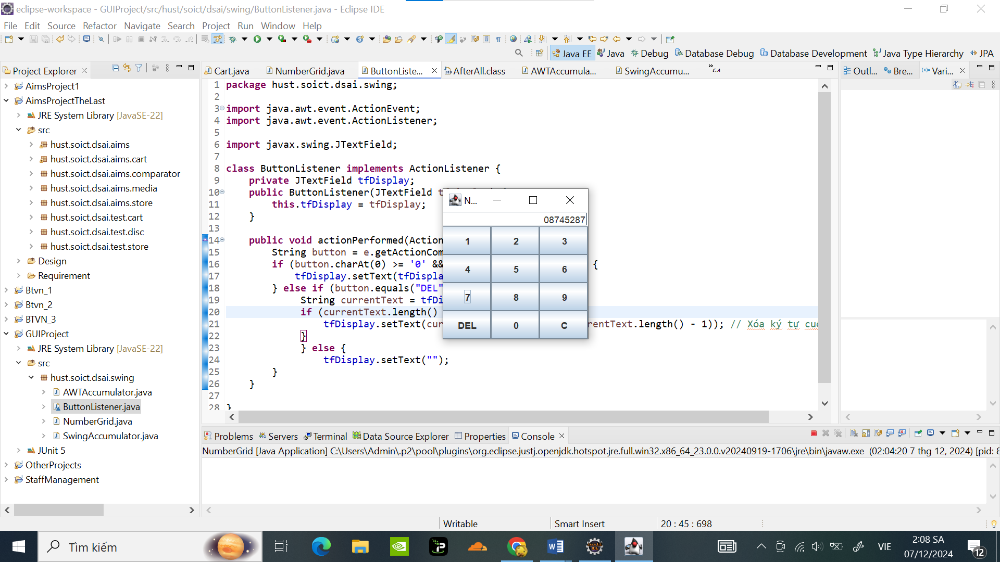 eclipse-workspace - GUIProject/src/hust/soict/dsai/swing/ButtonListener.java - Eclipse IDE
File Edit Source Refactor Navigate Search Project Run Window Help
Java EE Java Debug Database Debug Database Development Java Type Hierarchy JPA
Project Explorer
AimsProject1
AimsProjectTheLast
JRE System Library [JavaSE-22]
src
hust.soict.dsai.aims
hust.soict.dsai.aims.cart
hust.soict.dsai.aims.comparator
hust.soict.dsai.aims.media
hust.soict.dsai.aims.store
hust.soict.dsai.test.cart
hust.soict.dsai.test.disc
hust.soict.dsai.test.store
Design
Requirement
Btvn_1
Btvn_2
BTVN_3
GUIProject
JRE System Library [JavaSE-22]
src
hust.soict.dsai.swing
AWTAccumulator.java
ButtonListener.java
NumberGrid.java
SwingAccumulator.java
JUnit 5
OtherProjects
StaffManagement
Cart.java NumberGrid.java ButtonListe... AfterAll.class AWTAccumula... SwingAccumu... »64
1 package hust.soict.dsai.swing;
2
3 import java.awt.event.ActionEvent;
4 import java.awt.event.ActionListener;
5
6 import javax.swing.JTextField;
7
8 class ButtonListener implements ActionListener {
9 private JTextField tfDisplay;
10 public ButtonListener(JTextField t
11 this.tfDisplay = tfDisplay;
12 }
13
14 public void actionPerformed(Action
15 String button = e.getActionCom
16 if (button.charAt(0) >= '0' && {
17 tfDisplay.setText(tfDispla
18 } else if (button.equals("DEL"
19 String currentText = tfDi
20 if (currentText.length()
21 tfDisplay.setText(cur rentText.length() - 1)); // Xóa ký tự cuố
22 }
23 } else {
24 tfDisplay.setText("");
25 }
26 }
27
28 }
N...
08745287
1 2 3
4 5 6
7 8 9
DEL 0 C
Outl... Bre... Vari...
Problems Servers Terminal Data Source Explorer Properties Console
NumberGrid [Java Application] C:\Users\Admin\.p2\pool\plugins\org.eclipse.justj.openjdk.hotspot.jre.full.win32.x86_64_23.0.0.v20240919-1706\jre\bin\javaw.exe (02:04:20 7 thg 12, 2024) [pid: 8
Writable Smart Insert 20 : 45 : 698
Tìm kiếm
VIE
2:08 SA
07/12/2024
12